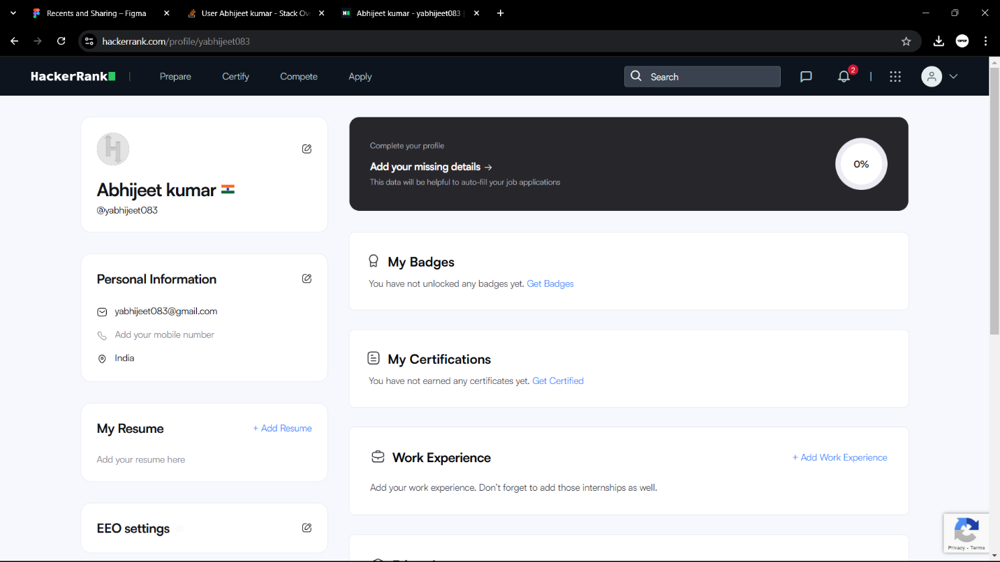 Recents and Sharing – Figma
User Abhijeet kumar - Stack Ov
Abhijeet kumar - yabhijeet083 |
hackerrank.com/profile/yabhijeet083
HackerRank
Prepare
Certify
Compete
Apply
Search
2
Abhijeet kumar
@yabhijeet083
Complete your profile
Add your missing details →
This data will be helpful to auto-fill your job applications
0%
Personal Information
yabhijeet083@gmail.com
Add your mobile number
India
My Badges
You have not unlocked any badges yet. Get Badges
My Certifications
You have not earned any certificates yet. Get Certified
My Resume
+ Add Resume
Add your resume here
Work Experience
+ Add Work Experience
Add your work experience. Don't forget to add those internships as well.
EEO settings
Privacy - Terms